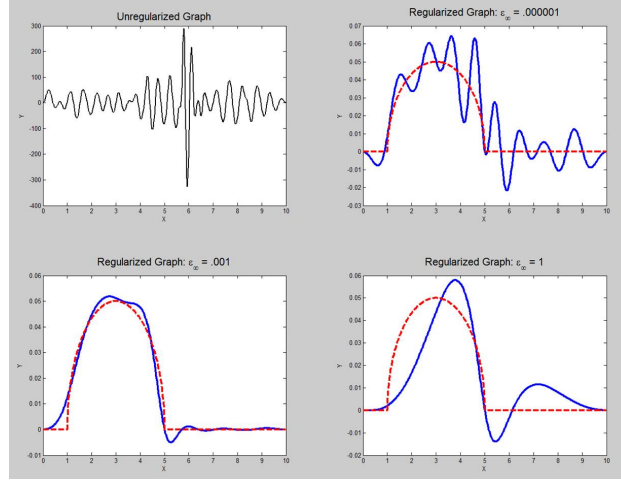 Unregularized Graph
300
200
100
0
-100
-200
-300
-400
Y
0 1 2 3 4 5 6 7 8 9 10
X
Regularized Graph: ε∞ = .000001
0.07
0.06
0.05
0.04
0.03
0.02
0.01
0
-0.01
-0.02
-0.03
Y
0 1 2 3 4 5 6 7 8 9 10
X
Regularized Graph: ε∞ = .001
0.06
0.05
0.04
0.03
0.02
0.01
0
-0.01
Y
0 1 2 3 4 5 6 7 8 9 10
X
Regularized Graph: ε∞ = 1
0.06
0.05
0.04
0.03
0.02
0.01
0
-0.01
-0.02
Y
0 1 2 3 4 5 6 7 8 9 10
X